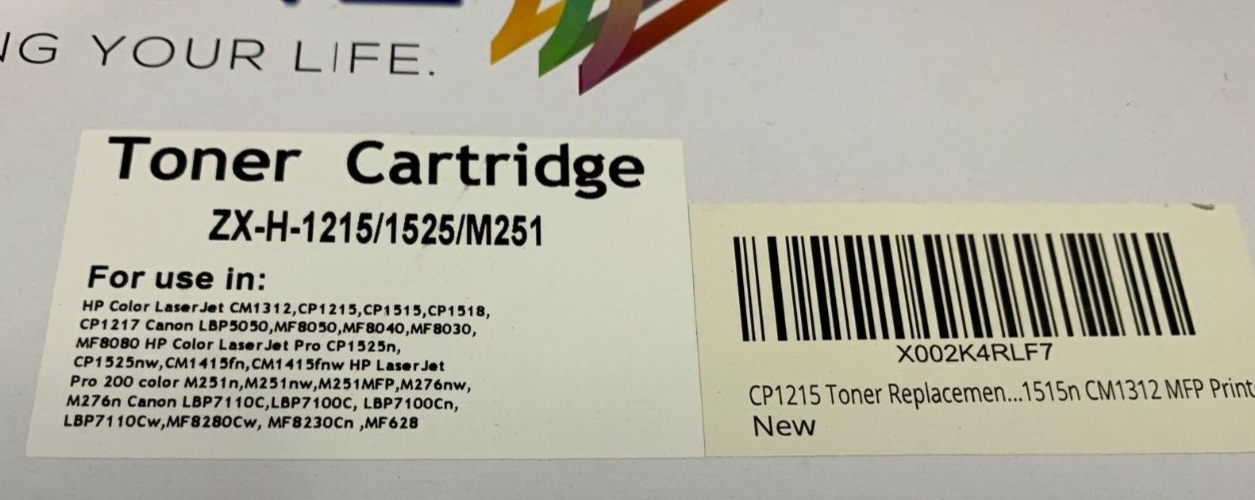 YOUR LIFE.
Toner Cartridge
ZX-H-1215/1525/M251
For use in:
HP Color LaserJet CM1312,CP1215,CP1515,CP1518,
CP1217 Canon LBP5050,MF8050,MF8040,MF8030,
MF8080 HP Color LaserJet Pro CP1525n,
CP1525nw,CM1415fn,CM1415fnw HP LaserJet
Pro 200 color M251n,M251nw,M251MFP,M276nw,
M276n Canon LBP7110C,LBP7100C, LBP7100Cn,
LBP7110Cw,MF8280Cw, MF8230Cn ,MF628
X002K4RLF7
CP1215 Toner Replacemen...1515n CM1312 MFP Print
New